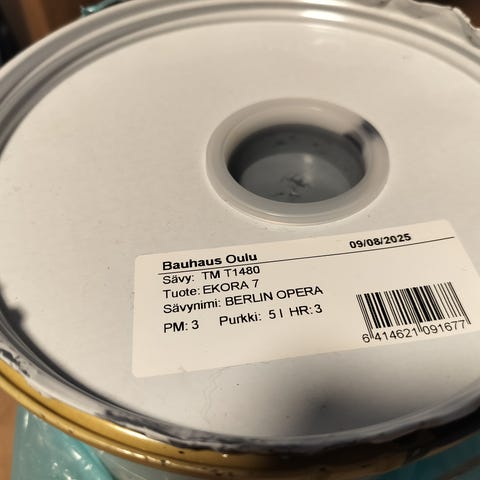 Bauhaus Oulu 09/08/2025
Sävy: TM T1480
Tuote: EKORA 7
Sävynimi: BERLIN OPERA
PM: 3 Purkki: 5 l HR: 3
6 414621 091677